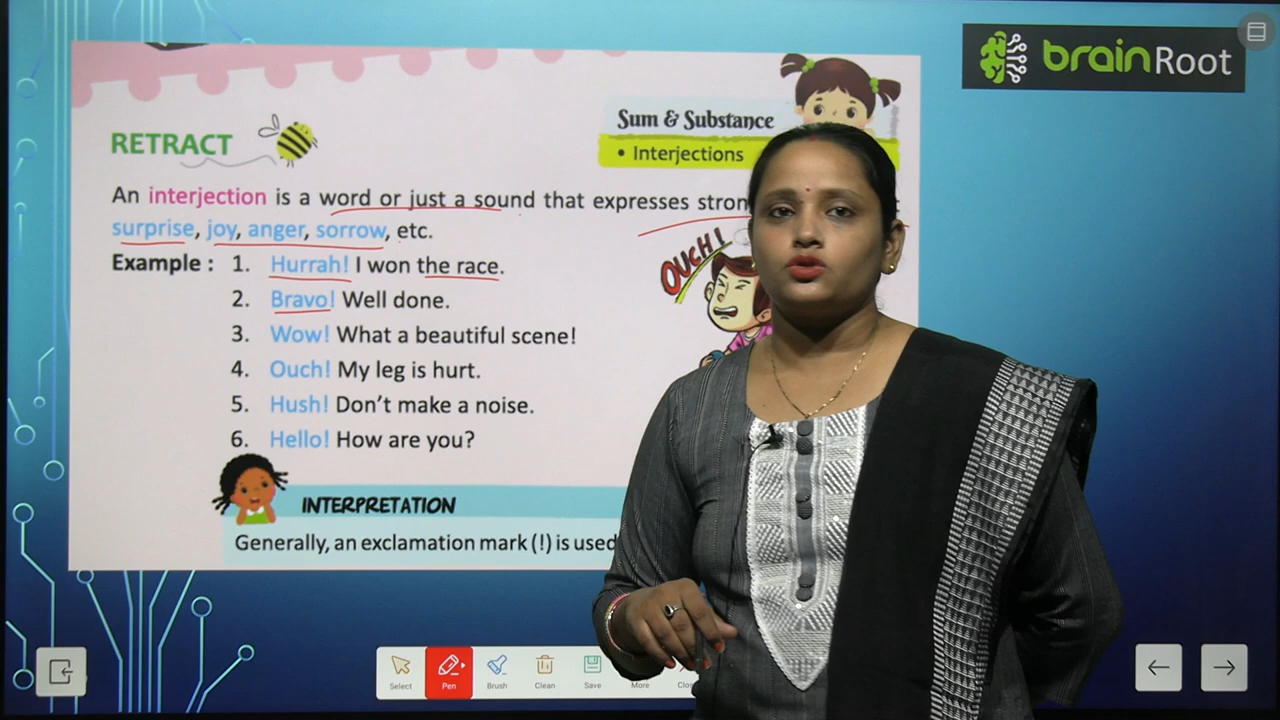 brainRoot
Sum & Substance
RETRACT
• Interjections
An interjection is a word or just a sound that expresses
surprise, joy, anger, sorrow, etc.
OUCH!
Example : 1. Hurrah! I won the race.
2. Bravo! Well done.
3. Wow! What a beautiful scene!
4. Ouch! My leg is hurt.
5. Hush! Don't make a noise.
6. Hello! How are you?
INTERPRETATION
Generally, an exclamation mark (!) is used
Select Pen Brush Clean Save More